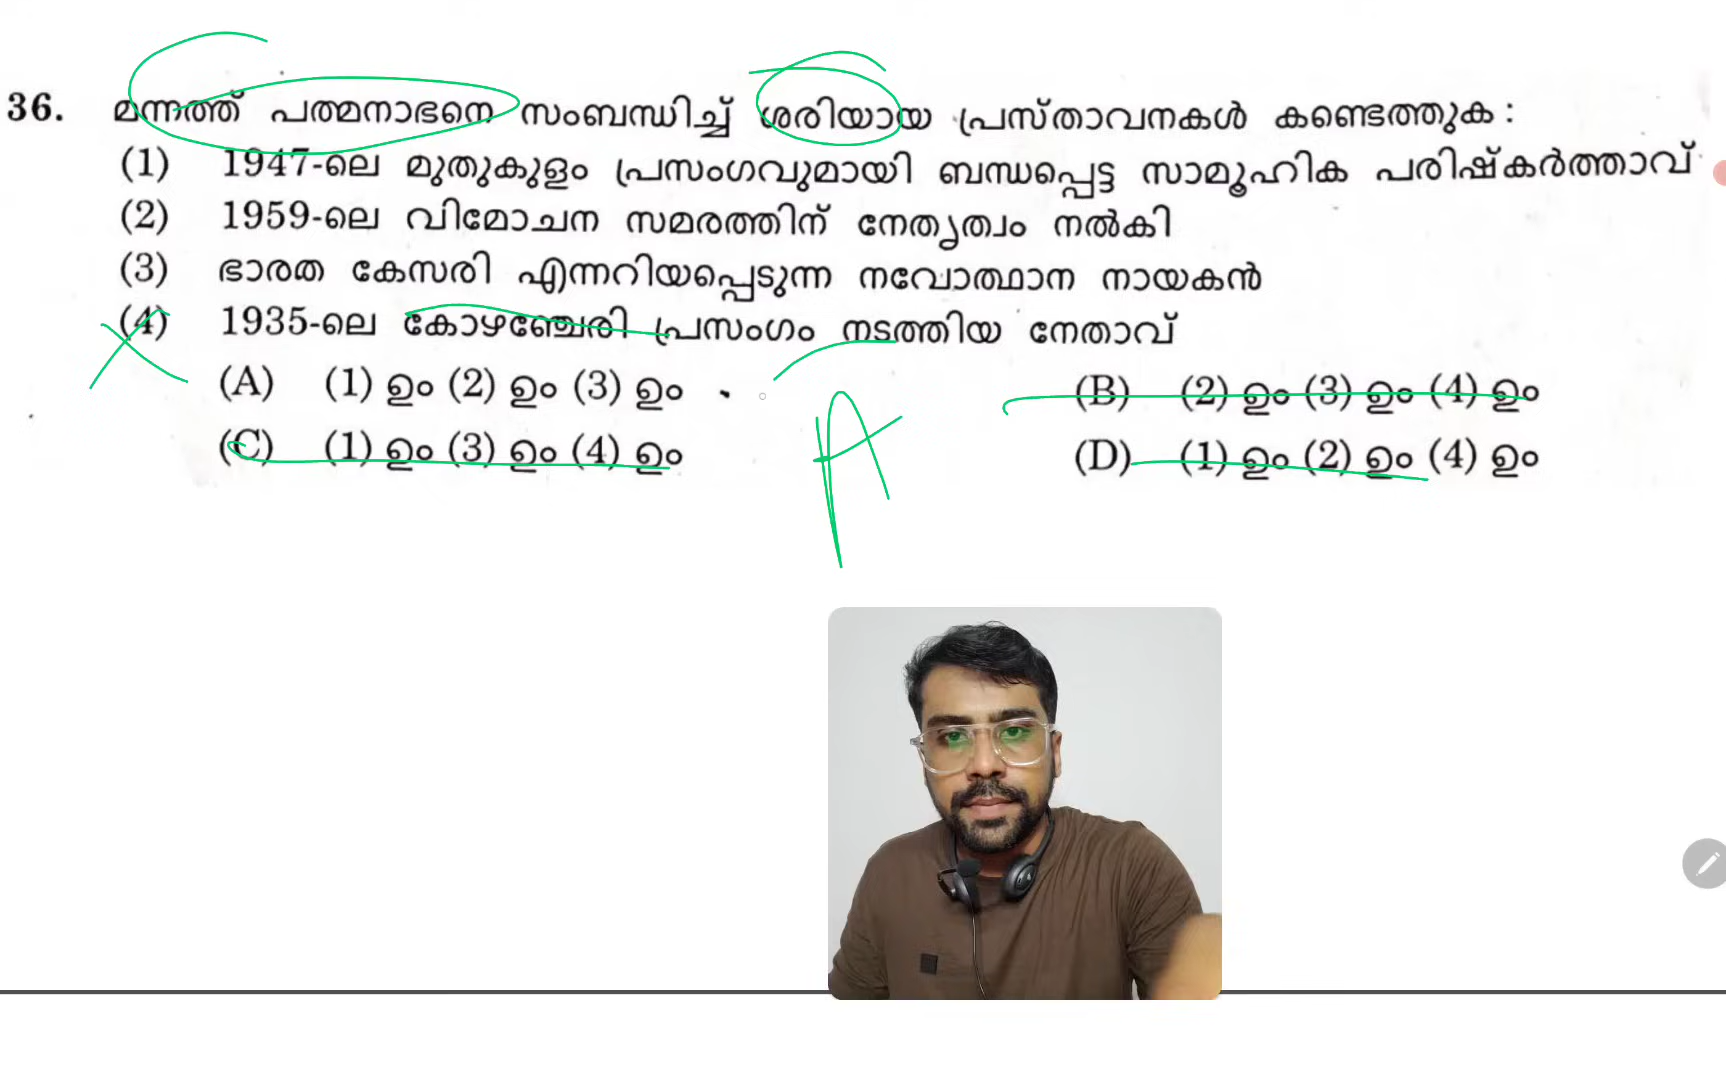 36. മന്നത്ത് പത്മനാഭനെ സംബന്ധിച്ച് ശരിയായ പ്രസ്താവനകൾ കണ്ടെത്തുക :
(1) 1947-ലെ മുതുകുളം പ്രസംഗവുമായി ബന്ധപ്പെട്ട സാമൂഹിക പരിഷ്കർത്താവ്
(2) 1959-ലെ വിമോചന സമരത്തിന് നേതൃത്വം നൽകി
(3) ഭാരത കേസരി എന്നറിയപ്പെടുന്ന നവോത്ഥാന നായകൻ
(4) 1935-ലെ കോഴഞ്ചേരി പ്രസംഗം നടത്തിയ നേതാവ്
(A) (1) ഉം (2) ഉം (3) ഉം (B) (2) ഉം (3) ഉം (4) ഉം
(C) (1) ഉം (3) ഉം (4) ഉം (D) (1) ഉം (2) ഉം (4) ഉം
A